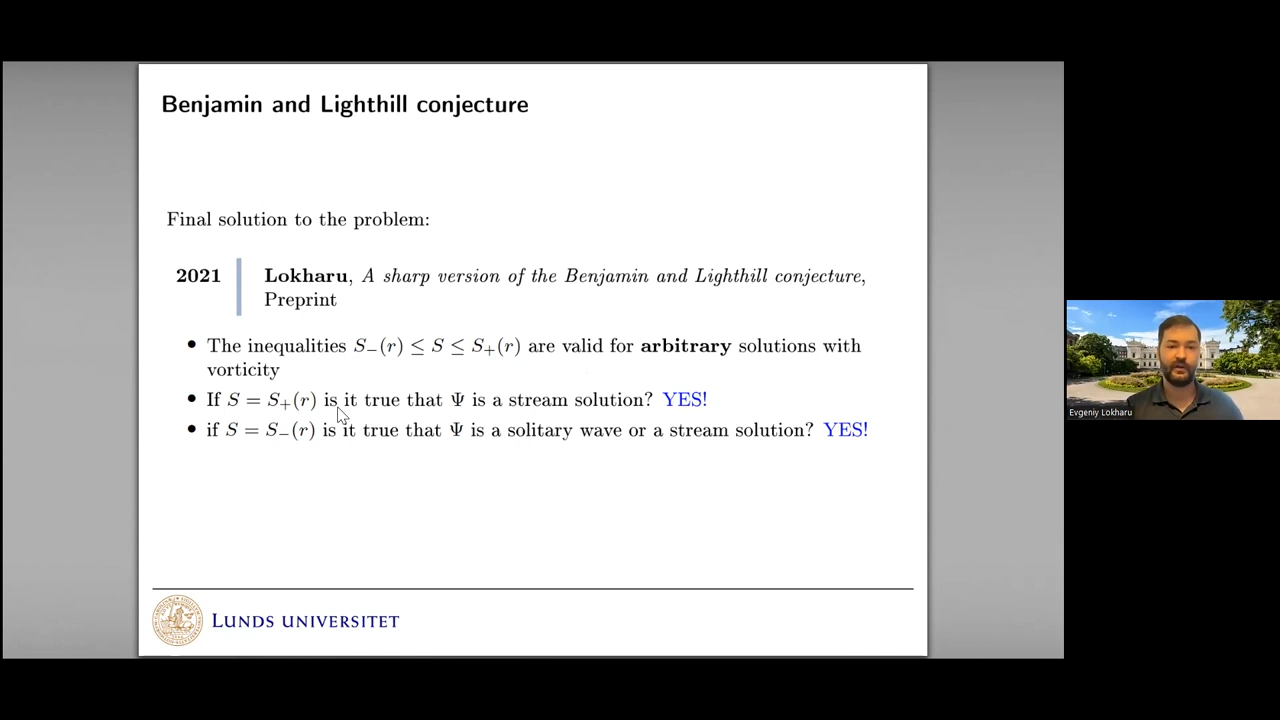 Benjamin and Lighthill conjecture
Final solution to the problem:
2021 Lokharu, A sharp version of the Benjamin and Lighthill conjecture,
Preprint
• The inequalities S₋(r) ≤ S ≤ S₊(r) are valid for arbitrary solutions with
vorticity
• If S = S₊(r) is it true that Ψ is a stream solution? YES!
• if S = S₋(r) is it true that Ψ is a solitary wave or a stream solution? YES!
LUNDS UNIVERSITET
Evgeniy Lokharu